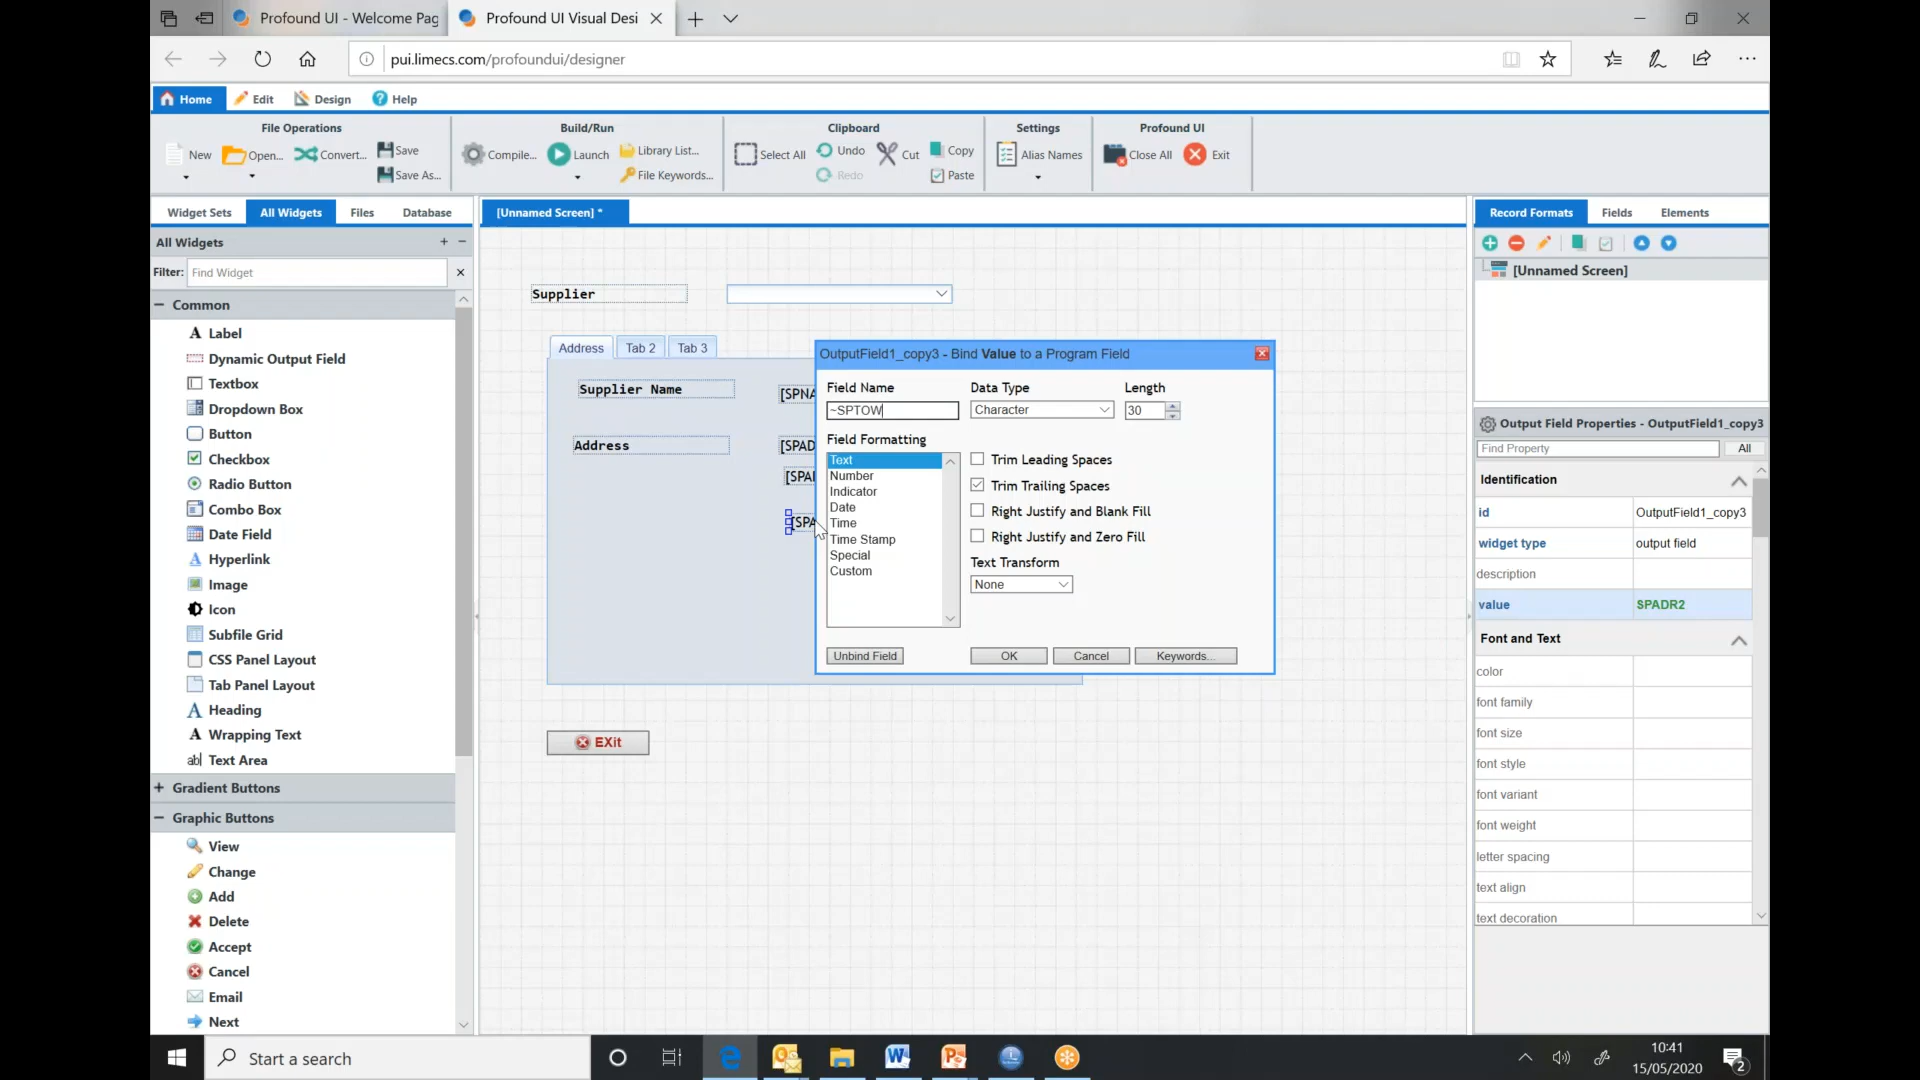 Profound UI - Welcome Pag
Profound UI Visual Desi
pui.limecs.com/profoundui/designer
Home
Edit
Design
Help
File Operations
Build/Run
Clipboard
Settings
Profound UI
New
Open...
Convert...
Save
Save As...
Compile...
Launch
Library List...
File Keywords...
Select All
Undo
Redo
Cut
Copy
Paste
Alias Names
Close All
Exit
Widget Sets
All Widgets
Files
Database
[Unnamed Screen] *
Record Formats
Fields
Elements
All Widgets
Filter:
Find Widget
[Unnamed Screen]
Common
Label
Dynamic Output Field
Textbox
Dropdown Box
Button
Checkbox
Radio Button
Combo Box
Date Field
Hyperlink
Image
Icon
Subfile Grid
CSS Panel Layout
Tab Panel Layout
Heading
Wrapping Text
Text Area
Gradient Buttons
Graphic Buttons
View
Change
Add
Delete
Accept
Cancel
Email
Next
Supplier
Address
Tab 2
Tab 3
Supplier Name
[SPNA
Address
[SPAD
[SPAI
[SPA
EXit
OutputField1_copy3 - Bind Value to a Program Field
Field Name
Data Type
Length
~SPTOW
Character
30
Field Formatting
Text
Number
Indicator
Date
Time
Time Stamp
Special
Custom
Trim Leading Spaces
Trim Trailing Spaces
Right Justify and Blank Fill
Right Justify and Zero Fill
Text Transform
None
Unbind Field
OK
Cancel
Keywords...
Output Field Properties - OutputField1_copy3
Find Property
All
Identification
id
OutputField1_copy3
widget type
output field
description
value
SPADR2
Font and Text
color
font family
font size
font style
font variant
font weight
letter spacing
text align
text decoration
Start a search
10:41
15/05/2020
2